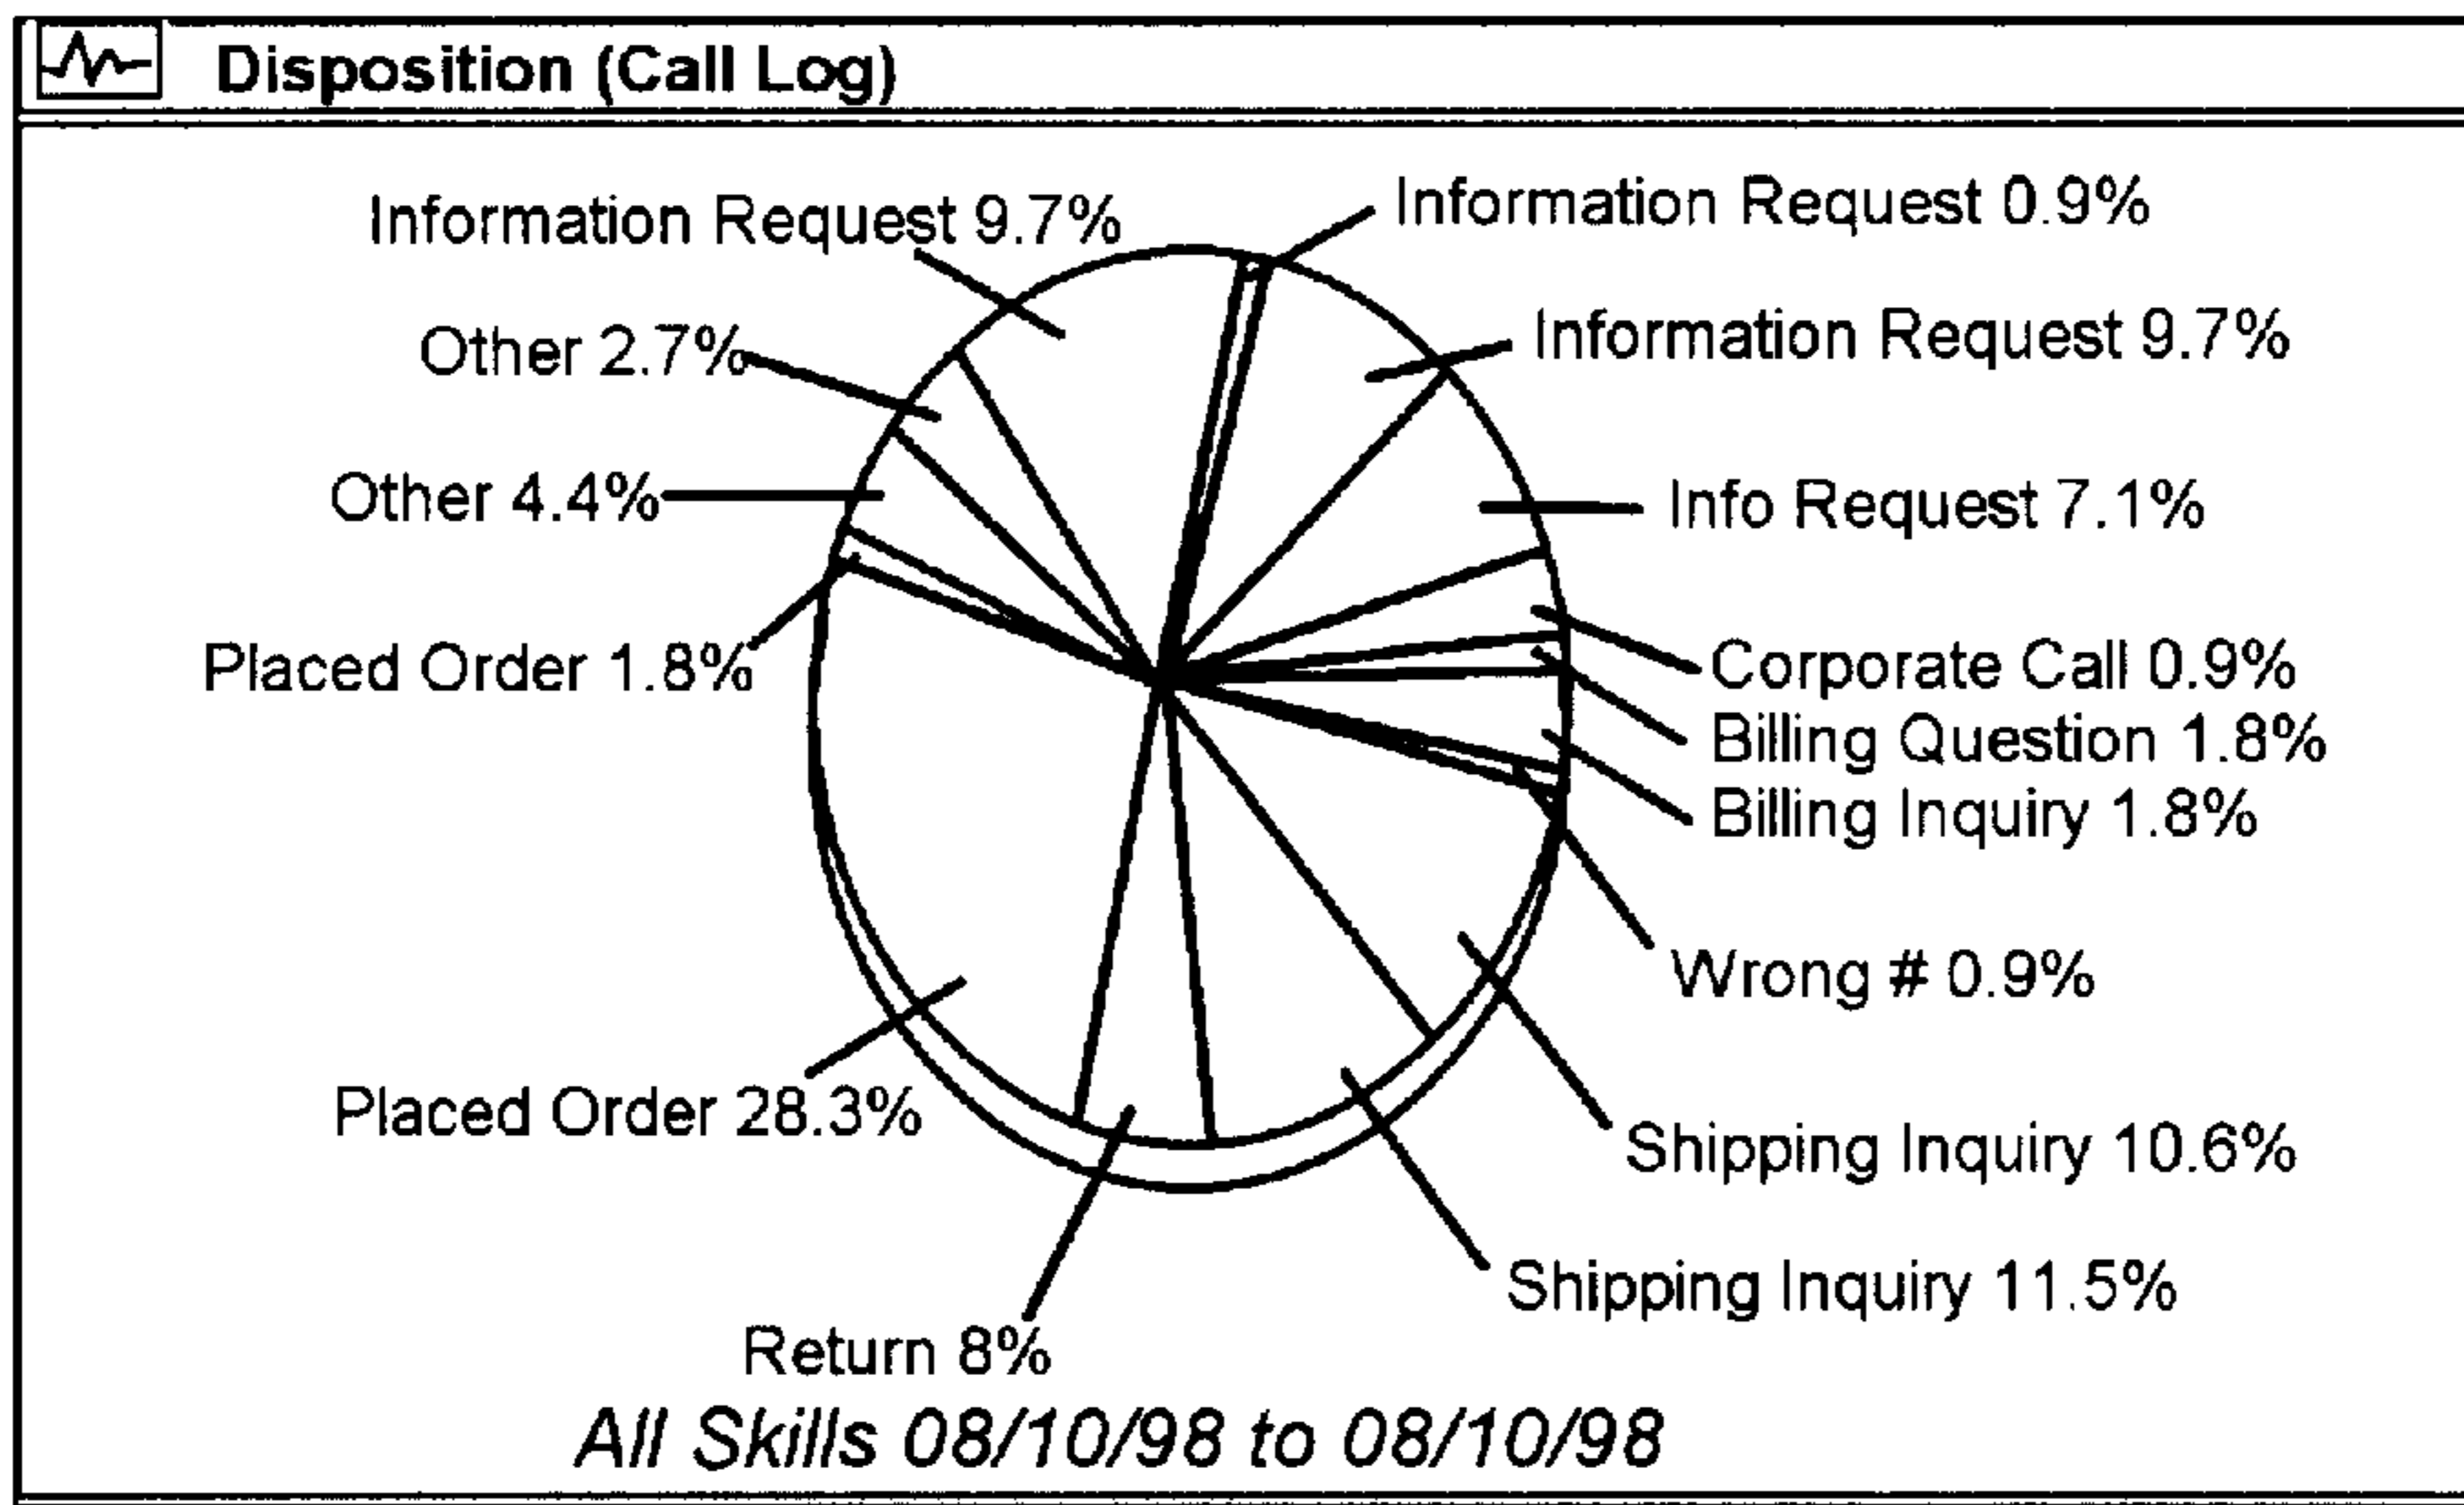 Disposition (Call Log)
Information Request 9.7%
Information Request 0.9%
Other 2.7%
Information Request 9.7%
Other 4.4%
Info Request 7.1%
Placed Order 1.8%
Corporate Call 0.9%
Billing Question 1.8%
Billing Inquiry 1.8%
Wrong # 0.9%
Placed Order 28.3%
Shipping Inquiry 10.6%
Shipping Inquiry 11.5%
Return 8%
All Skills 08/10/98 to 08/10/98